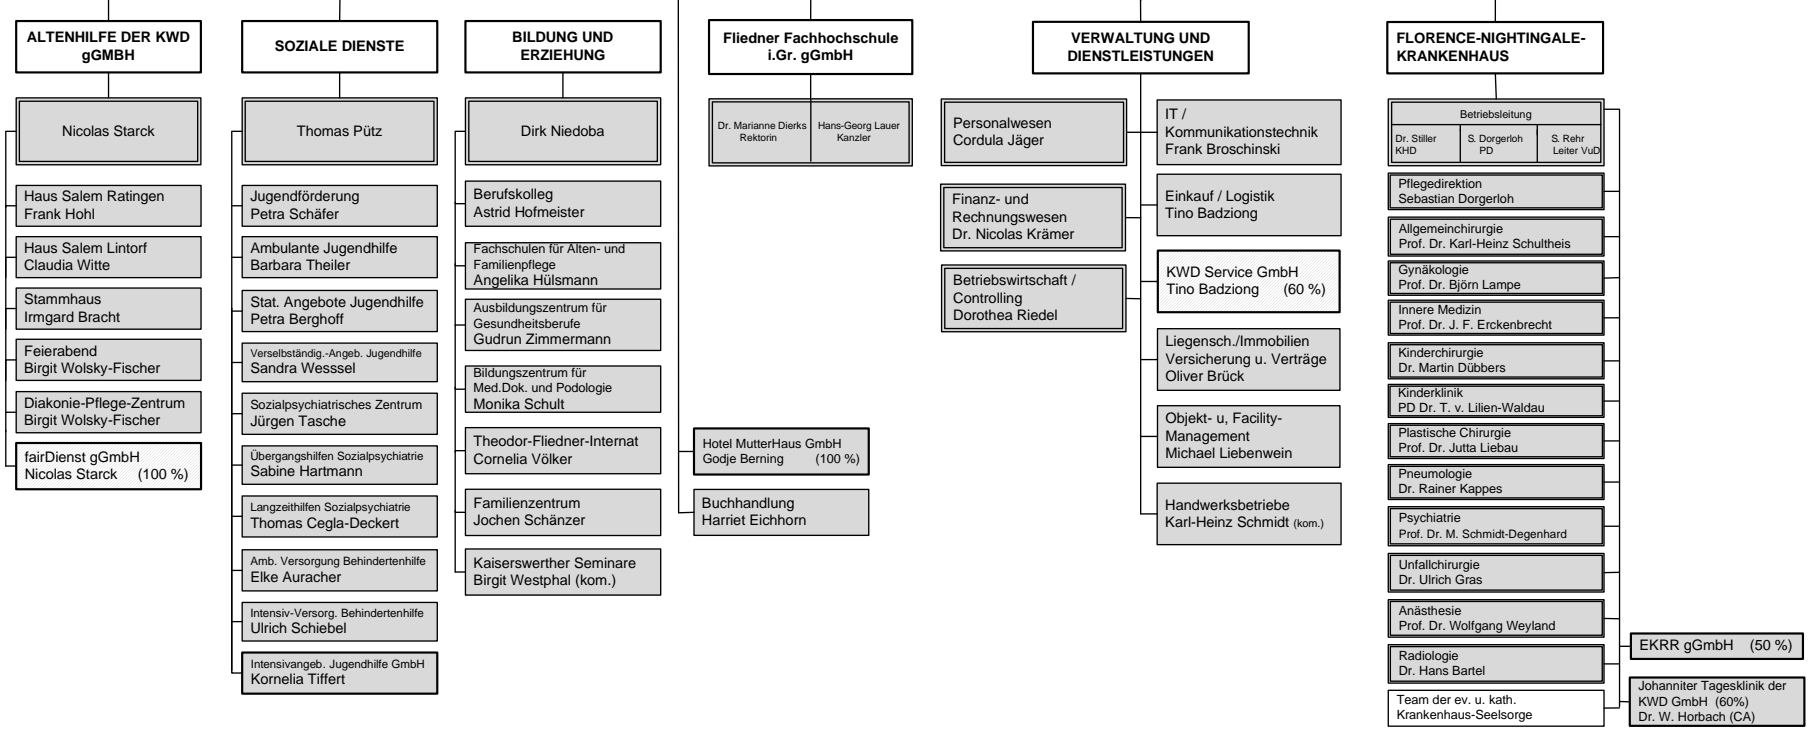 ALTENHILFE DER KWD
gGMBH
Nicolas Starck
Haus Salem Ratingen
Frank Hohl
Haus Salem Lintorf
Claudia Witte
Stammhaus
Irmgard Bracht
Feierabend
Birgit Wolsky-Fischer
Diakonie-Pflege-Zentrum
Birgit Wolsky-Fischer
fairDienst gGmbH
Nicolas Starck (100 %)
SOZIALE DIENSTE
Thomas Pütz
Jugendförderung
Petra Schäfer
Ambulante Jugendhilfe
Barbara Theiler
Stat. Angebote Jugendhilfe
Petra Berghoff
Verselbständig.-Angeb. Jugendhilfe
Sandra Wesssel
Sozialpsychiatrisches Zentrum
Jürgen Tasche
Übergangshilfen Sozialpsychiatrie
Sabine Hartmann
Langzeithilfen Sozialpsychiatrie
Thomas Cegla-Deckert
Amb. Versorgung Behindertenhilfe
Elke Auracher
Intensiv-Versorg. Behindertenhilfe
Ulrich Schiebel
Intensivangeb. Jugendhilfe GmbH
Kornelia Tiffert
BILDUNG UND
ERZIEHUNG
Dirk Niedoba
Berufskolleg
Astrid Hofmeister
Fachschulen für Alten- und
Familienpflege
Angelika Hülsmann
Ausbildungszentrum für
Gesundheitsberufe
Gudrun Zimmermann
Bildungszentrum für
Med.Dok. und Podologie
Monika Schult
Theodor-Fliedner-Internat
Cornelia Völker
Familienzentrum
Jochen Schänzer
Kaiserswerther Seminare
Birgit Westphal (kom.)
Hotel MutterHaus GmbH
Godje Berning (100 %)
Buchhandlung
Harriet Eichhorn
Fliedner Fachhochschule
i.Gr. gGmbH
Dr. Marianne Dierks
Rektorin
Hans-Georg Lauer
Kanzler
VERWALTUNG UND
DIENSTLEISTUNGEN
Personalwesen
Cordula Jäger
Finanz- und
Rechnungswesen
Dr. Nicolas Krämer
Betriebswirtschaft /
Controlling
Dorothea Riedel
IT /
Kommunikationstechnik
Frank Broschinski
Einkauf / Logistik
Tino Badziong
KWD Service GmbH
Tino Badziong (60 %)
Liegensch./Immobilien
Versicherung u. Verträge
Oliver Brück
Objekt- u, Facility-
Management
Michael Liebenwein
Handwerksbetriebe
Karl-Heinz Schmidt (kom.)
FLORENCE-NIGHTINGALE-
KRANKENHAUS
Betriebsleitung
Dr. Stiller
KHD
S. Dorgerloh
PD
S. Rehr
Leiter VuD
Pflegedirektion
Sebastian Dorgerloh
Allgemeinchirurgie
Prof. Dr. Karl-Heinz Schultheis
Gynäkologie
Prof. Dr. Björn Lampe
Innere Medizin
Prof. Dr. J. F. Erckenbrecht
Kinderchirurgie
Dr. Martin Dübbers
Kinderklinik
PD Dr. T. v. Lilien-Waldau
Plastische Chirurgie
Prof. Dr. Jutta Liebau
Pneumologie
Dr. Rainer Kappes
Psychiatrie
Prof. Dr. M. Schmidt-Degenhard
Unfallchirurgie
Dr. Ulrich Gras
Anästhesie
Prof. Dr. Wolfgang Weyland
Radiologie
Dr. Hans Bartel
Team der ev. u. kath.
Krankenhaus-Seelsorge
EKRR gGmbH (50 %)
Johanniter Tagesklinik der
KWD GmbH (60%)
Dr. W. Horbach (CA)